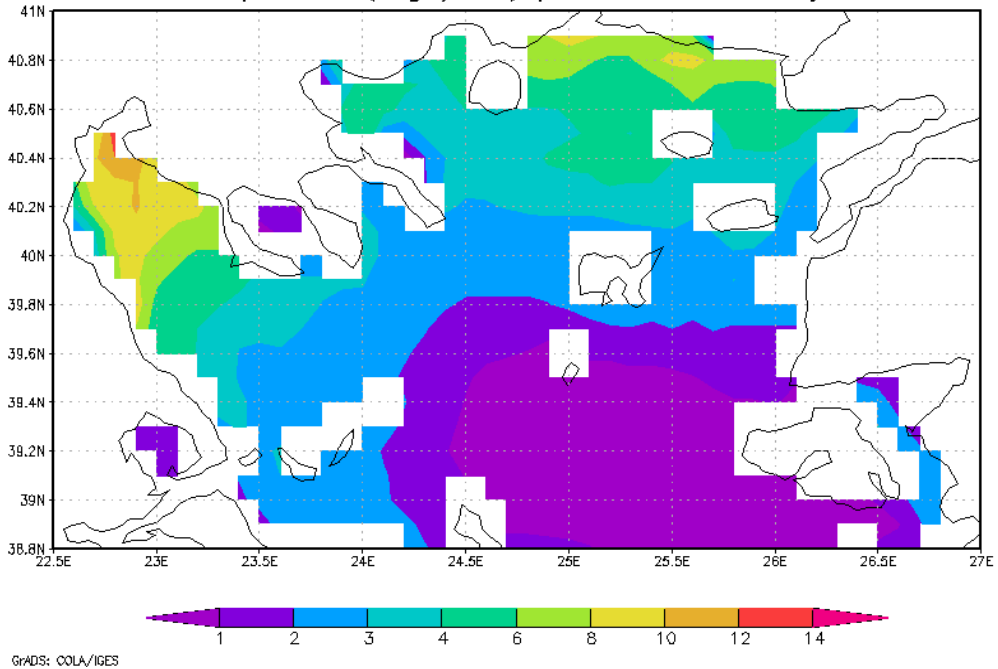 41N
40.8N
40.6N
40.4N
40.2N
40N
39.8N
39.6N
39.4N
39.2N
39N
38.8N
22.5E 23E 23.5E 24E 24.5E 25E 25.5E 26E 26.5E 27E
1 2 3 4 6 8 10 12 14
GrADS: COLA/IGES